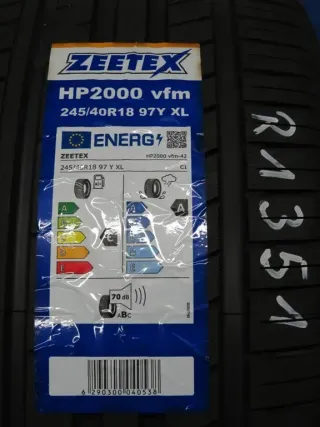 ZEETEX
HP2000 vfm
245/40R18 97Y XL
ENERG
ZEETEX
HP2000 vfm-42
245/40R18 97 Y XL
C1
A
A
70 dB
ABC
6 290300 040538
R1351